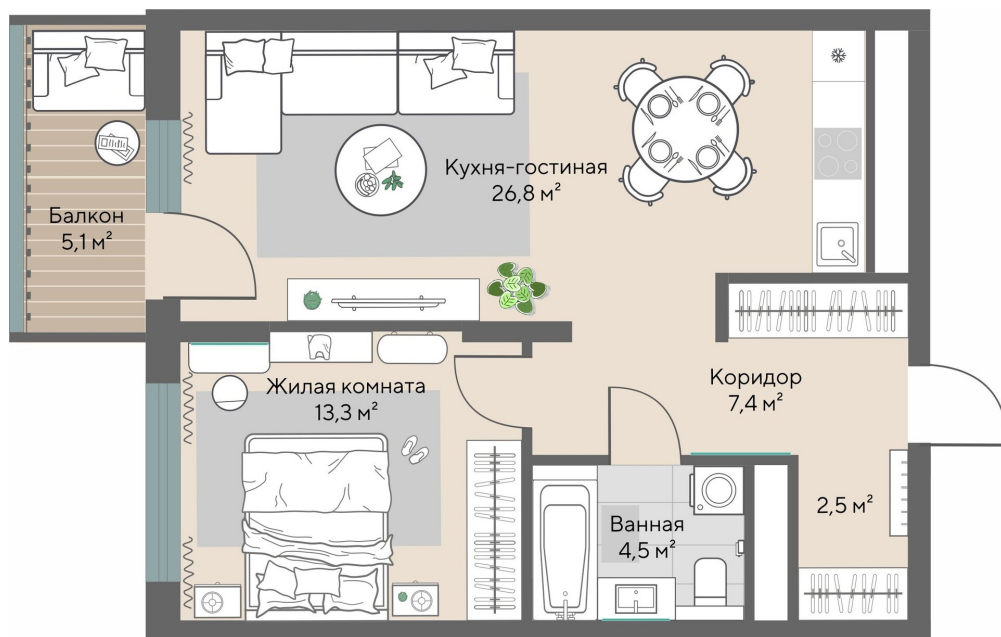 Кухня-гостиная
26,8 м²
Балкон
5,1 м²
Жилая комната
13,3 м²
Коридор
7,4 м²
2,5 м²
Ванная
4,5 м²